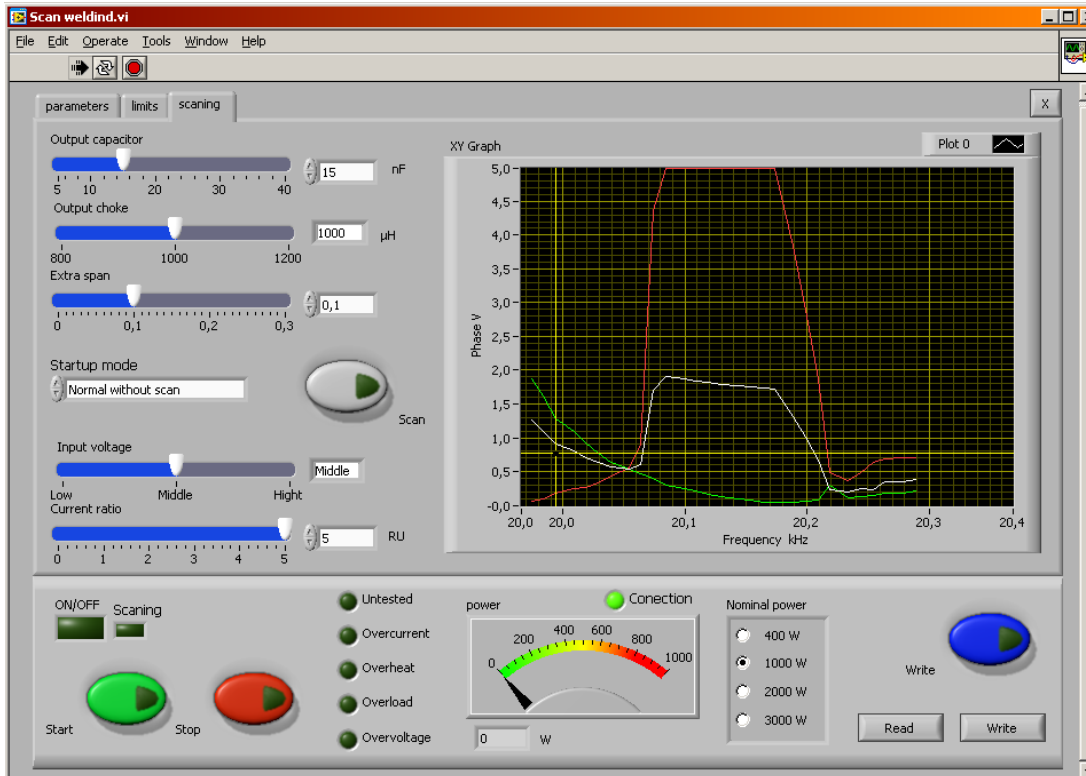 Scan weldind.vi
File Edit Operate Tools Window Help
parameters limits scaning X
Output capacitor
15 nF
5 10 20 30 40
Output choke
1000 µH
800 1000 1200
Extra span
0,1
0 0,1 0,2 0,3
Startup mode
Normal without scan
Scan
Input voltage
Middle
Low Middle Hight
Current ratio
5 RU
0 1 2 3 4 5
XY Graph
Plot 0
Phase V
5,0
4,5
4,0
3,5
3,0
2,5
2,0
1,5
1,0
0,5
-0,0
20,0 20,0 20,1 20,2 20,3 20,4
Frequency kHz
ON/OFF Scaning
Start Stop
Untested
Overcurrent
Overheat
Overload
Overvoltage
power
Conection
0 200 400 600 800 1000
0 W
Nominal power
400 W
1000 W
2000 W
3000 W
Write
Read Write